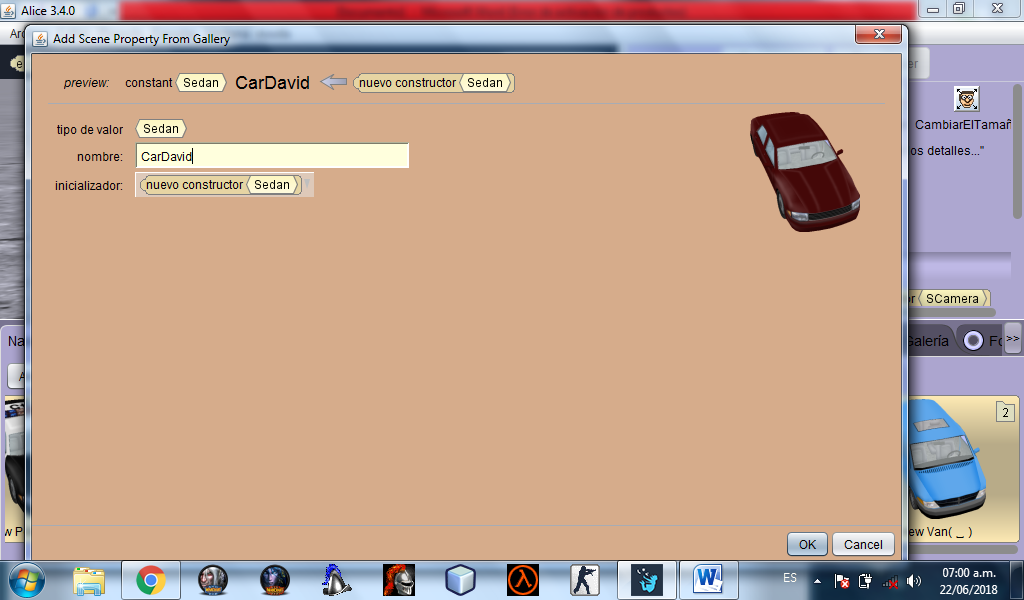 Alice 3.4.0
Add Scene Property From Gallery
preview: constant Sedan CarDavid nuevo constructor Sedan
tipo de valor Sedan
nombre: CarDavid
inicializador: nuevo constructor Sedan
CambiarElTamañ
os detalles..."
SCamera
Galería
>>
2
ew Van( _ )
OK Cancel
ES
07:00 a.m.
22/06/2018